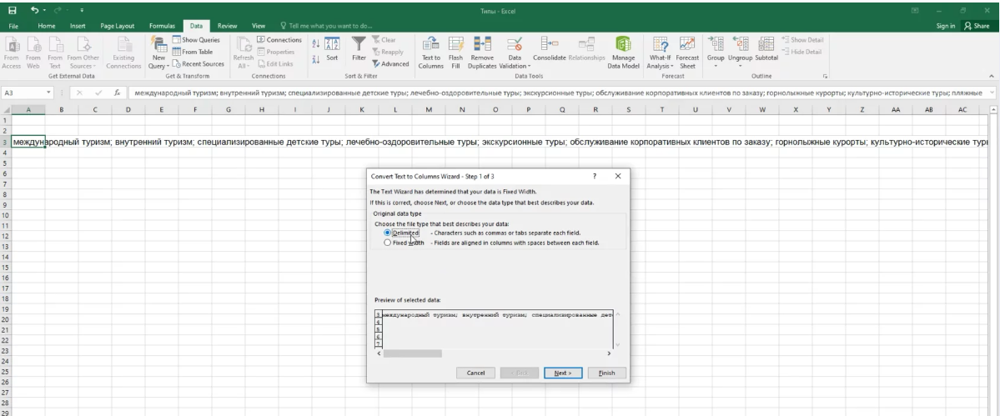 Типы - Excel
File Home Insert Page Layout Formulas Data Review View Tell me what you want to do... Sign in Share
From Access From Web From Text From Other Sources Existing Connections New Query Show Queries From Table Recent Sources Refresh All Connections Properties Edit Links Sort Filter Clear Reapply Advanced Text to Columns Flash Fill Remove Duplicates Data Validation Consolidate Relationships Manage Data Model What-If Analysis Forecast Sheet Group Ungroup Subtotal Show Detail Hide Detail
Get External Data Get & Transform Connections Sort & Filter Data Tools Forecast Outline
A3 fx международный туризм; внутренний туризм; специализированные детские туры; лечебно-оздоровительные туры; экскурсионные туры; обслуживание корпоративных клиентов по заказу; горнолыжные курорты; культурно-исторические туры; пляжные
A B C D E F G H I J K L M N O P Q R S T U V W X Y Z AA AB AC
1
2
3 международный туризм; внутренний туризм; специализированные детские туры; лечебно-оздоровительные туры; экскурсионные туры; обслуживание корпоративных клиентов по заказу; горнолыжные курорты; культурно-исторические тур
4
5
6
7
8
9
10
11
12
13
14
15
16
17
18
19
20
21
22
23
24
25
26
27
28
29
Convert Text to Columns Wizard - Step 1 of 3 ?
The Text Wizard has determined that your data is Fixed Width.
If this is correct, choose Next, or choose the data type that best describes your data.
Original data type
Choose the file type that best describes your data:
Delimited - Characters such as commas or tabs separate each field.
Fixed width - Fields are aligned in columns with spaces between each field.
Preview of selected data:
3 международный туризм; внутренний туризм; специализированные дет
4
5
6
7
Cancel < Back Next > Finish